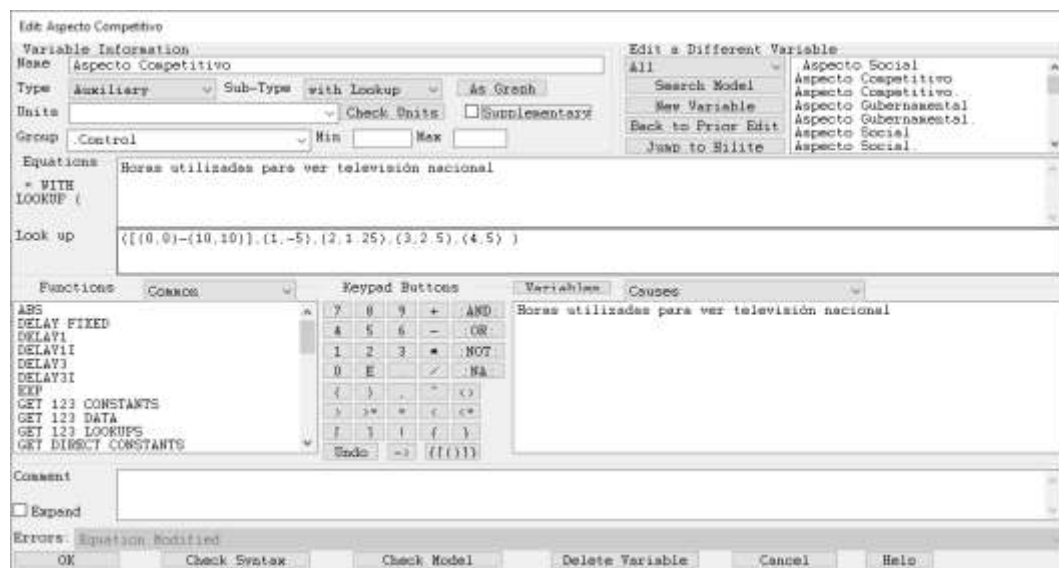 Edit: Aspecto Competitivo
Variable Information
Edit a Different Variable
Name Aspecto Competitivo
All
Aspecto Social
Aspecto Competitivo
Aspecto Competitivo.
Aspecto Gubernamental
Aspecto Gubernamental.
Aspecto Social
Aspecto Social.
Type Auxiliary Sub-Type with Lookup As Graph
Search Model
Units Check Units Supplementary
New Variable
Back to Prior Edit
Group .Control Min Max
Jump to Hilite
Equations
= WITH
LOOKUP (
Horas utilizadas para ver televisión nacional
Look up
([(0,0)-(10,10)],(1,-5),(2,1.25),(3,2.5),(4,5) )
Functions Common
Keypad Buttons
Variables Causes
ABS
DELAY FIXED
DELAY1
DELAY1I
DELAY3
DELAY3I
EXP
GET 123 CONSTANTS
GET 123 DATA
GET 123 LOOKUPS
GET DIRECT CONSTANTS
7 8 9 + :AND:
4 5 6 - :OR:
1 2 3 * :NOT:
0 E . / :NA:
( ) , ^ <>
> >= = < <=
[ ] ! { }
Undo -> {[()]}
Horas utilizadas para ver televisión nacional
Comment
Expand
Errors: Equation Modified
OK Check Syntax Check Model Delete Variable Cancel Help